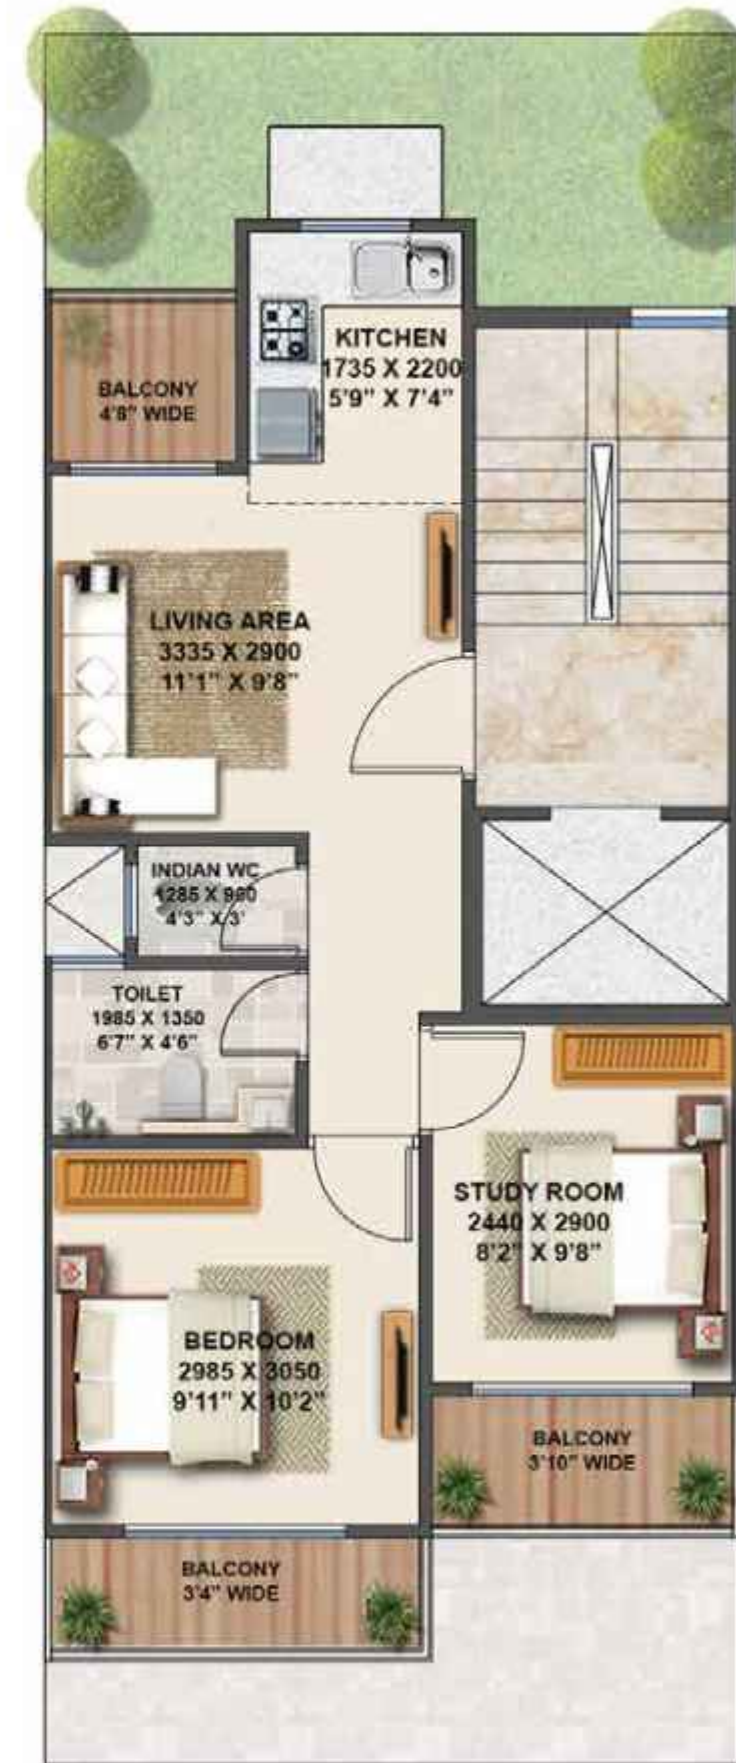 KITCHEN
1735 X 2200
5'9" X 7'4"
BALCONY
4'8" WIDE
LIVING AREA
3335 X 2900
11'1" X 9'8"
INDIAN WC
1285 X 900
4'3" X 3'
TOILET
1985 X 1350
6'7" X 4'6"
STUDY ROOM
2440 X 2900
8'2" X 9'8"
BEDROOM
2985 X 3050
9'11" X 10'2"
BALCONY
3'10" WIDE
BALCONY
3'4" WIDE